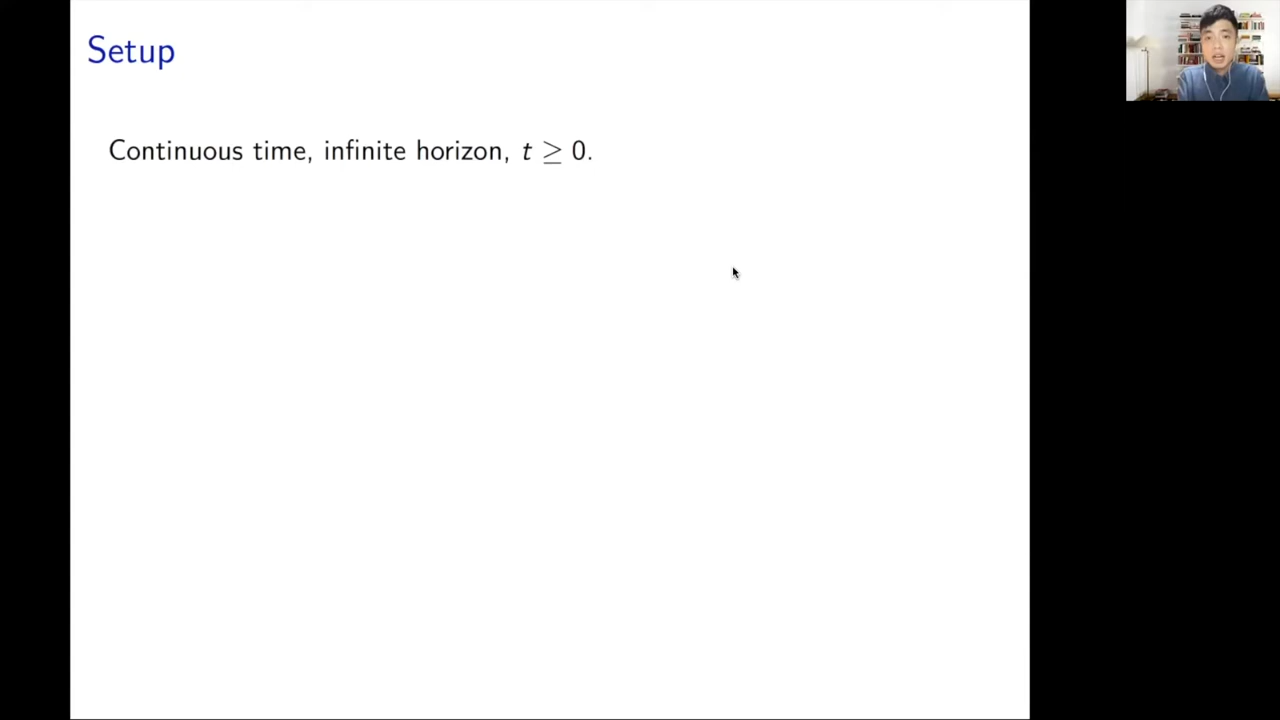 Setup
Continuous time, infinite horizon, t ≥ 0.